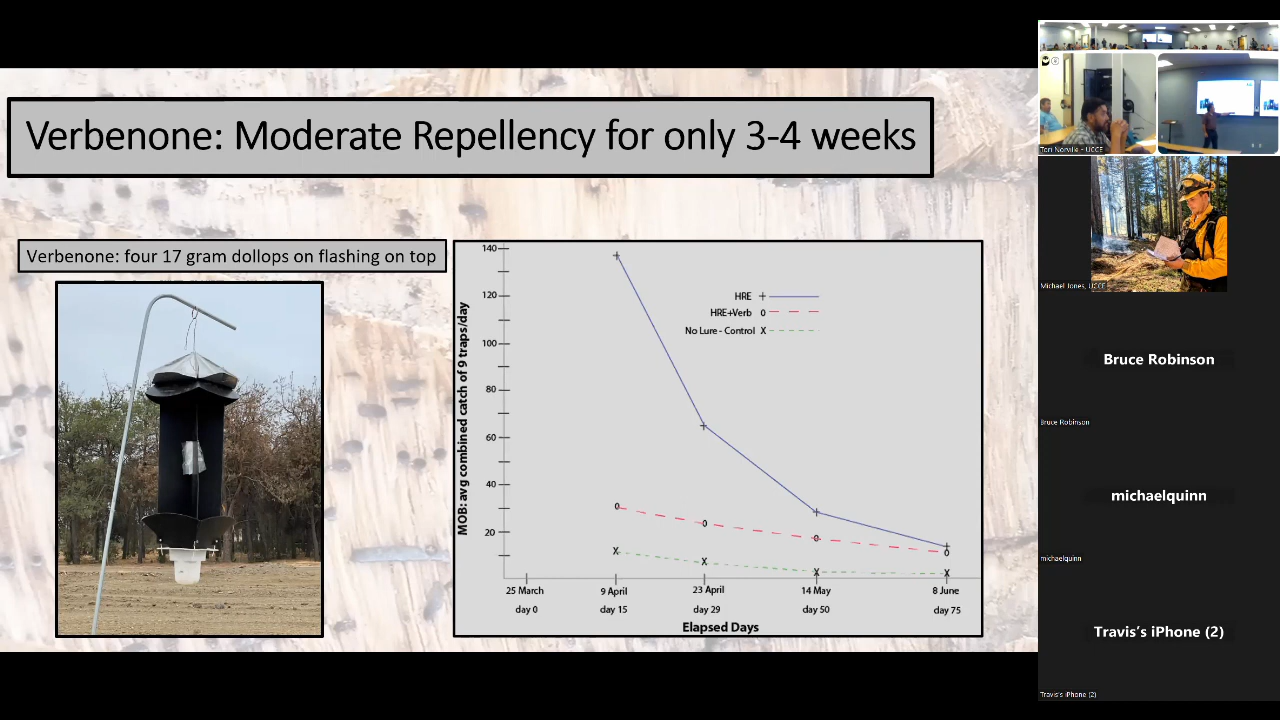 Verbenone: Moderate Repellency for only 3-4 weeks
Verbenone: four 17 gram dollops on flashing on top
MOB: avg combined catch of 9 traps/day
140
120
100
80
60
40
20
HRE +
HRE+Verb 0
No Lure - Control X
25 March
9 April
23 April
14 May
8 June
day 0
day 15
day 29
day 50
day 75
Elapsed Days
Tori Norville - UCCE
Michael Jones, UCCE
Bruce Robinson
Bruce Robinson
michaelquinn
michaelquinn
Travis's iPhone (2)
Travis's iPhone (2)